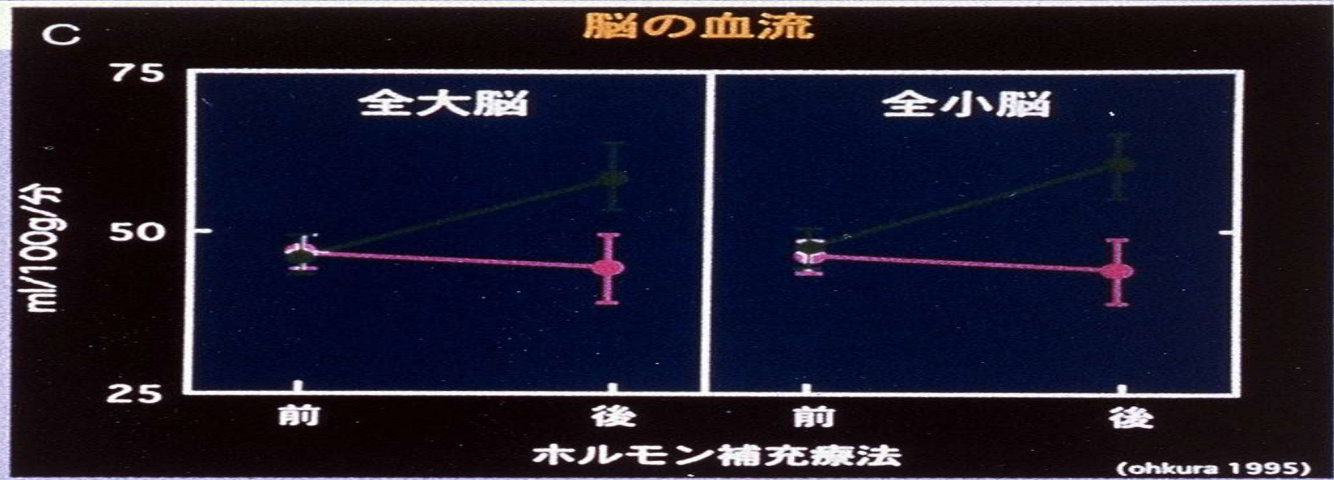 C
脳の血流
75
50
25
ml/100g/分
全大脳
全小脳
前
後
前
後
ホルモン補充療法
(ohkura 1995)